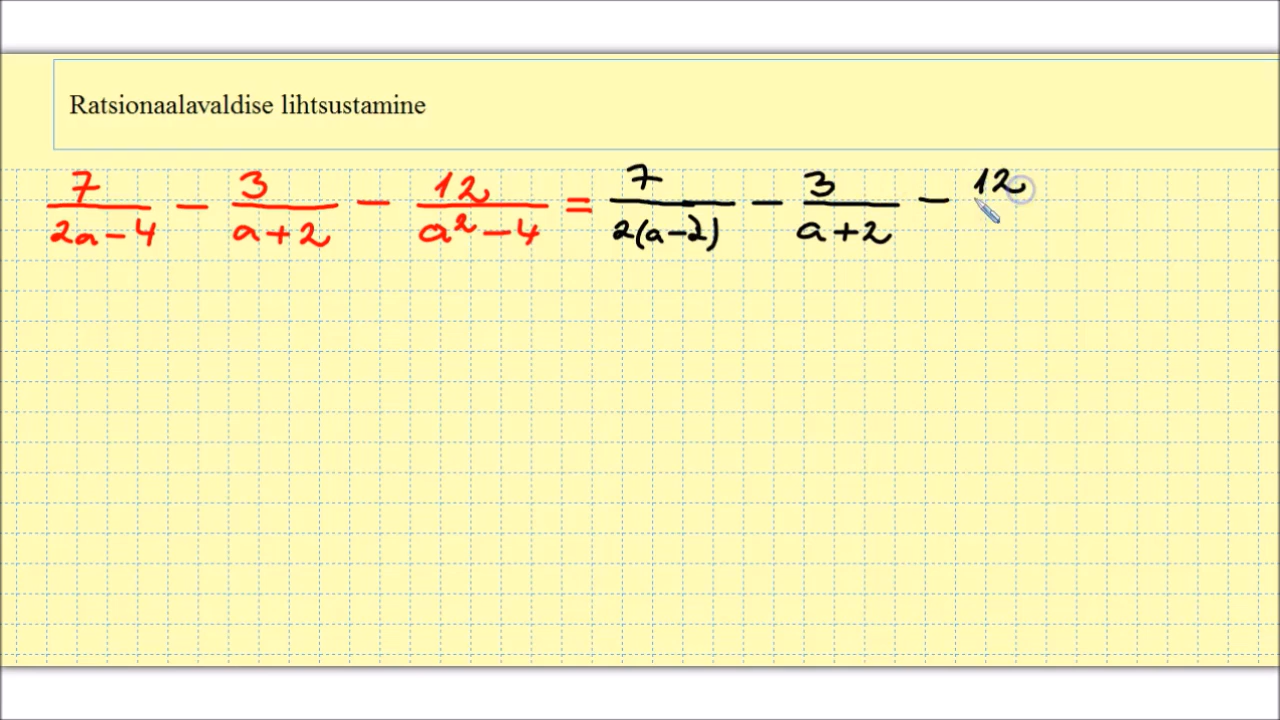 Ratsionaalavaldise lihtsustamine
7/(2a-4) - 3/(a+2) - 12/(a²-4) = 7/(2(a-2)) - 3/(a+2) - 12